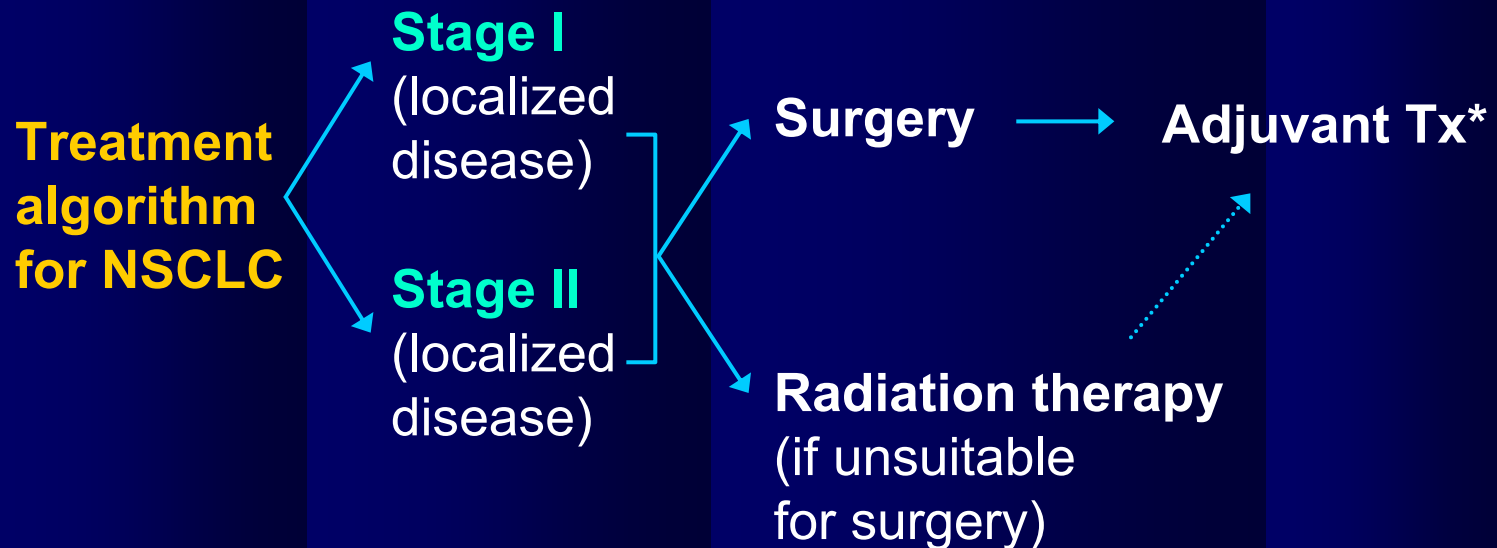 Treatment
algorithm
for NSCLC
Stage I
(localized
disease)
Stage II
(localized
disease)
Surgery
Adjuvant Tx*
Radiation therapy
(if unsuitable
for surgery)